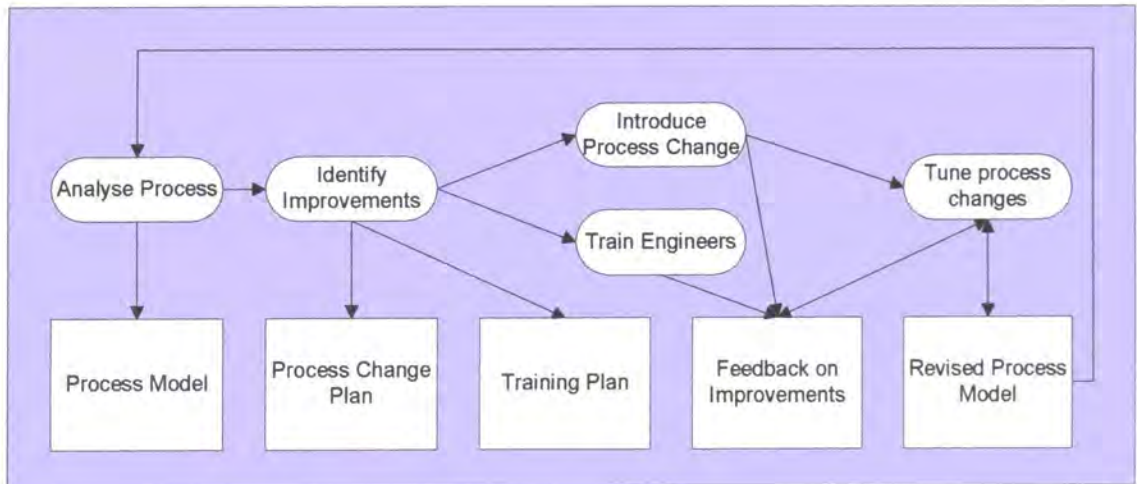 Introduce
Process Change
Analyse Process
Identify
Improvements
Tune process
changes
Train Engineers
Process Model
Process Change
Plan
Training Plan
Feedback on
Improvements
Revised Process
Model